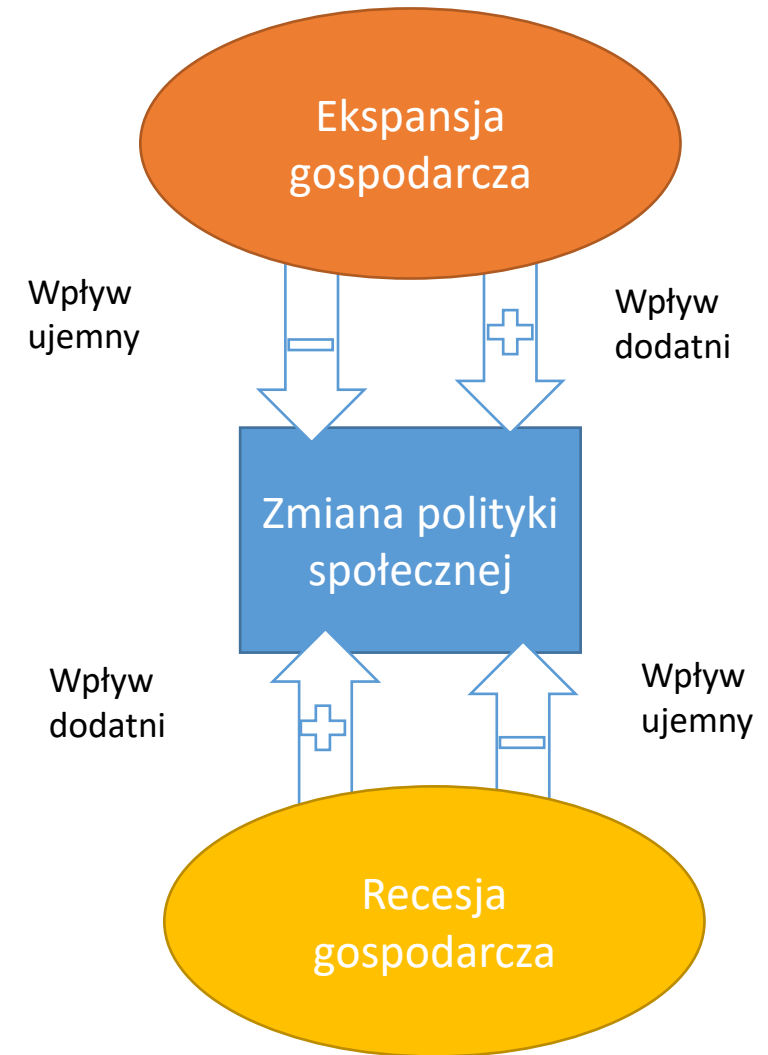 Ekspansja
gospodarcza
Wpływ
ujemny
Wpływ
dodatni
Zmiana polityki
społecznej
Wpływ
dodatni
Wpływ
ujemny
Recesja
gospodarcza